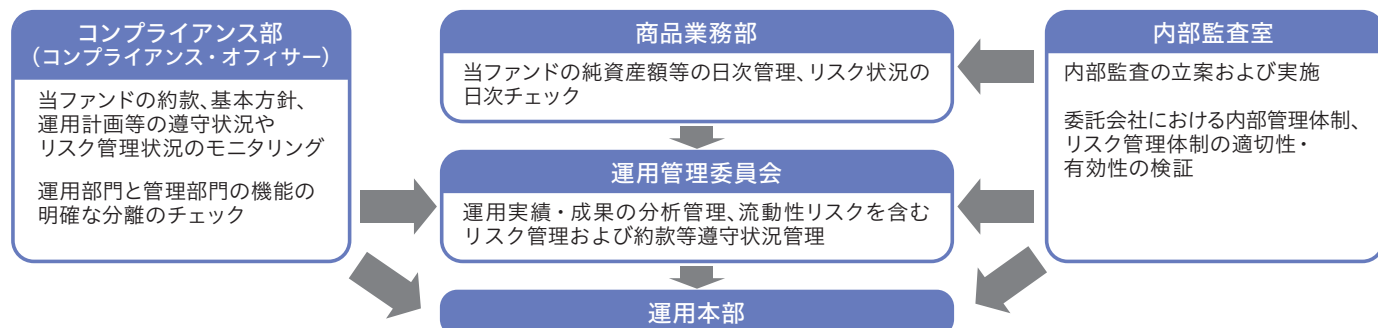 コンプライアンス部
（コンプライアンス・オフィサー）
当ファンドの約款、基本方針、
運用計画等の遵守状況や
リスク管理状況のモニタリング
運用部門と管理部門の機能の
明確な分離のチェック
商品業務部
当ファンドの純資産額等の日次管理、リスク状況の
日次チェック
運用管理委員会
運用実績・成果の分析管理、流動性リスクを含む
リスク管理および約款等遵守状況管理
運用本部
内部監査室
内部監査の立案および実施
委託会社における内部管理体制、
リスク管理体制の適切性・
有効性の検証